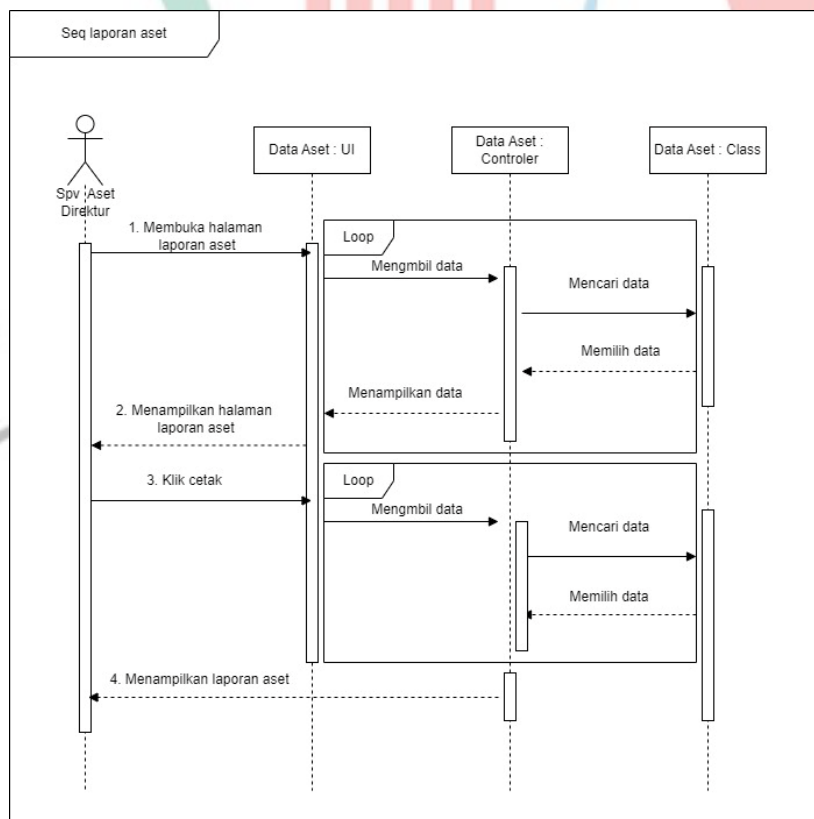 Seq laporan aset
Spv Aset
Direktur
Data Aset : UI
Data Aset :
Controler
Data Aset : Class
1. Membuka halaman
laporan aset
Loop
Mengmbil data
Mencari data
Memilih data
Menampilkan data
2. Menampilkan halaman
laporan aset
3. Klik cetak
Loop
Mengmbil data
Mencari data
Memilih data
4. Menampilkan laporan aset